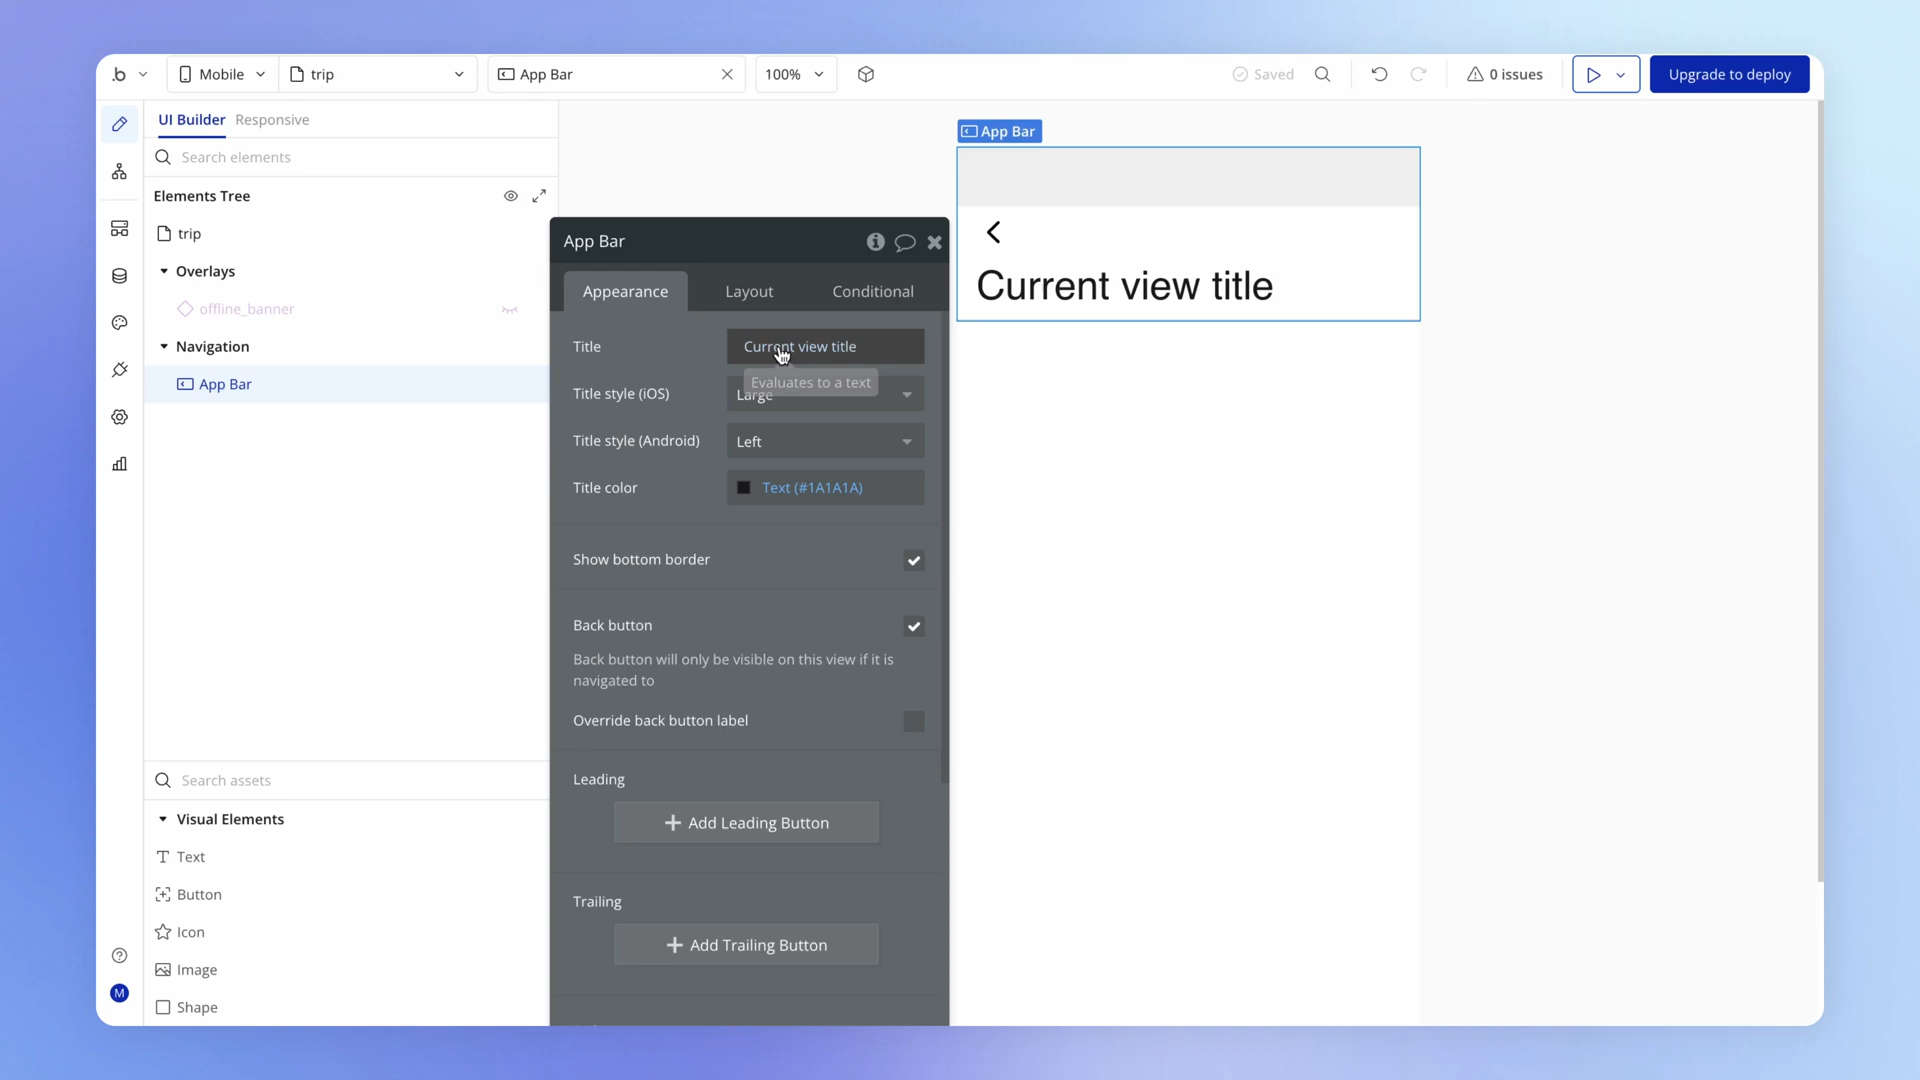 .b
Mobile
trip
App Bar
100%
Saved
0 issues
Upgrade to deploy
UI Builder
Responsive
Search elements
Elements Tree
trip
Overlays
offline_banner
Navigation
App Bar
Search assets
Visual Elements
Text
Button
Icon
Image
Shape
M
App Bar
Appearance
Layout
Conditional
Title
Current view title
Evaluates to a text
Title style (iOS)
Large
Title style (Android)
Left
Title color
Text (#1A1A1A)
Show bottom border
Back button
Back button will only be visible on this view if it is
navigated to
Override back button label
Leading
Add Leading Button
Trailing
Add Trailing Button
App Bar
Current view title